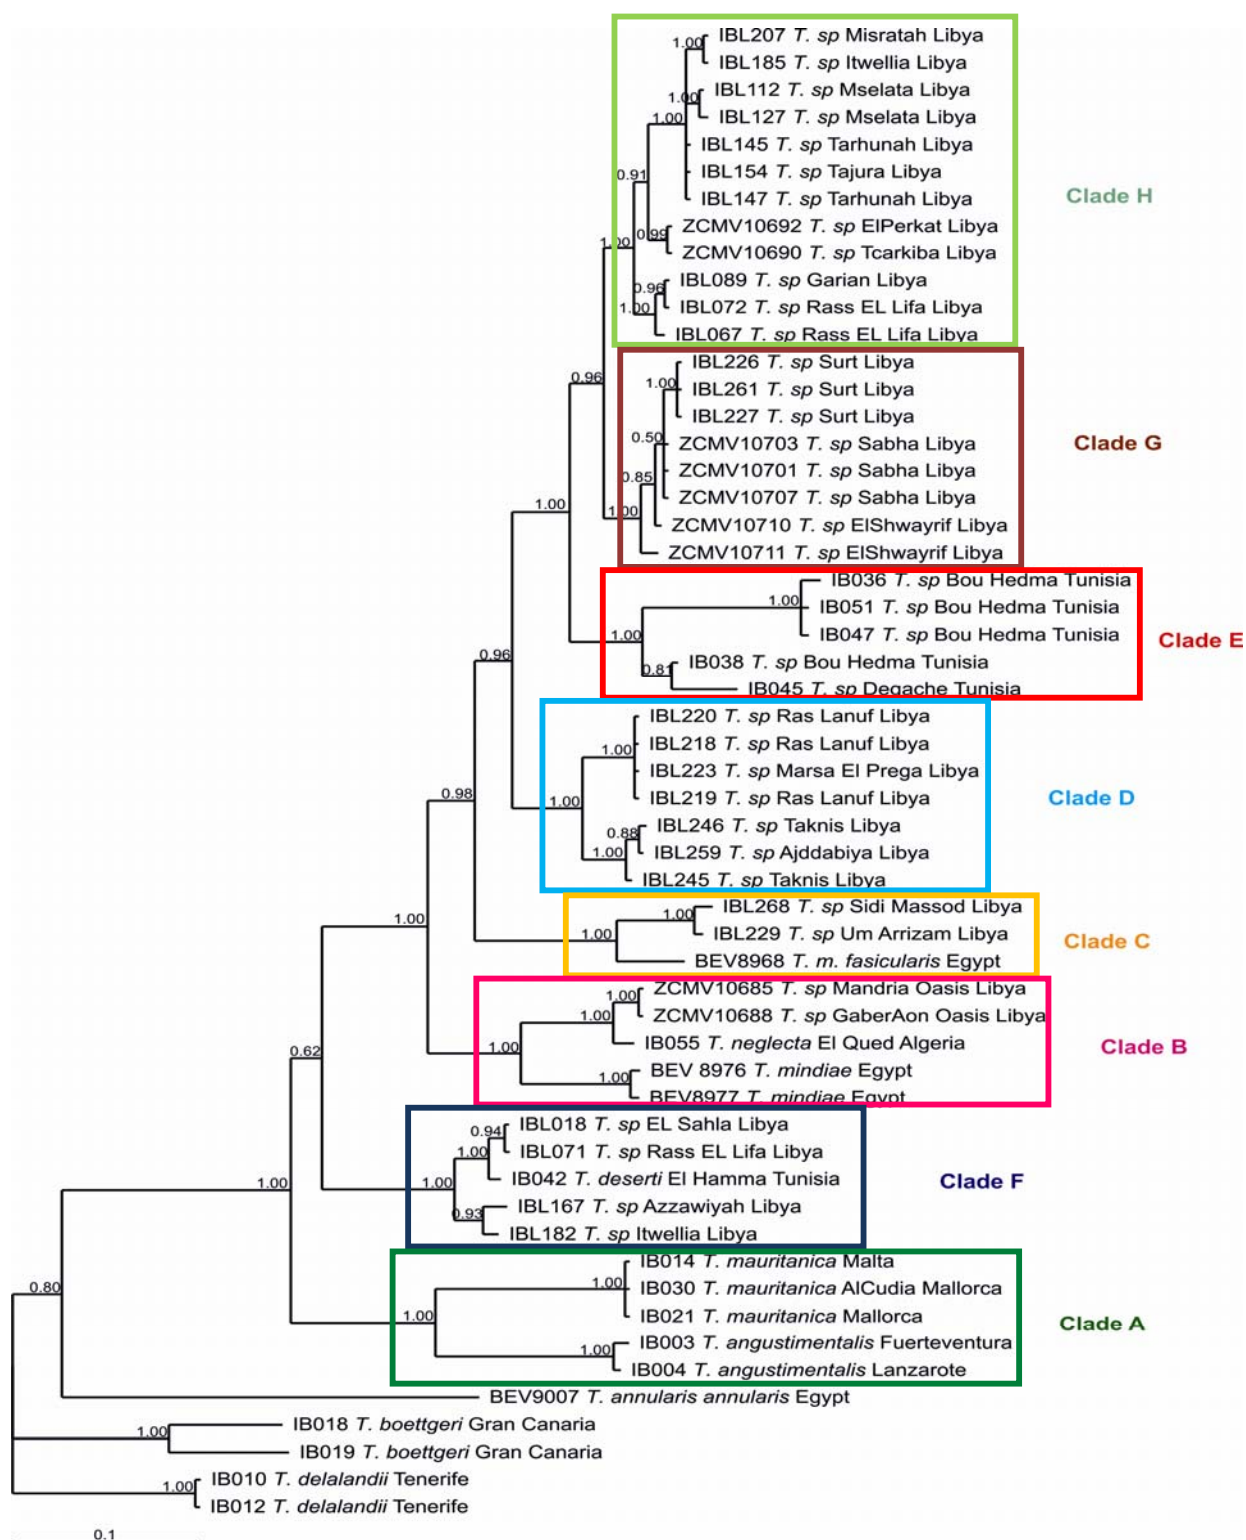 IBL207 T. sp Misratah Libya
1.00
IBL185 T. sp Itwellia Libya
IBL112 T. sp Mselata Libya
1.00
IBL127 T. sp Mselata Libya
1.00
IBL145 T. sp Tarhunah Libya
IBL154 T. sp Tajura Libya
0.91
IBL147 T. sp Tarhunah Libya
Clade H
ZCMV10692 T. sp ElPerkat Libya
0.99
1.00
ZCMV10690 T. sp Tcarkiba Libya
IBL089 T. sp Garian Libya
0.96
IBL072 T. sp Rass EL Lifa Libya
1.00
IBL067 T. sp Rass EL Lifa Libya
IBL226 T. sp Surt Libya
0.96
1.00
IBL261 T. sp Surt Libya
IBL227 T. sp Surt Libya
0.50
ZCMV10703 T. sp Sabha Libya
Clade G
ZCMV10701 T. sp Sabha Libya
0.85
ZCMV10707 T. sp Sabha Libya
1.00
1.00
ZCMV10710 T. sp ElShwayrif Libya
ZCMV10711 T. sp ElShwayrif Libya
IB036 T. sp Bou Hedma Tunisia
1.00
IB051 T. sp Bou Hedma Tunisia
1.00
IB047 T. sp Bou Hedma Tunisia
Clade E
0.96
IB038 T. sp Bou Hedma Tunisia
0.81
IB045 T. sp Degache Tunisia
IBL220 T. sp Ras Lanuf Libya
1.00
IBL218 T. sp Ras Lanuf Libya
IBL223 T. sp Marsa El Prega Libya
0.98
1.00
IBL219 T. sp Ras Lanuf Libya
Clade D
IBL246 T. sp Taknis Libya
0.88
1.00
IBL259 T. sp Ajddabiya Libya
IBL245 T. sp Taknis Libya
IBL268 T. sp Sidi Massod Libya
1.00
1.00
1.00
IBL229 T. sp Um Arrizam Libya
Clade C
BEV8968 T. m. fasicularis Egypt
ZCMV10685 T. sp Mandria Oasis Libya
1.00
1.00
ZCMV10688 T. sp GaberAon Oasis Libya
0.62
1.00
IB055 T. neglecta El Qued Algeria
Clade B
BEV 8976 T. mindiae Egypt
1.00
BEV8977 T. mindiae Egypt
IBL018 T. sp EL Sahla Libya
0.94
1.00
IBL071 T. sp Rass EL Lifa Libya
1.00
1.00
IB042 T. deserti El Hamma Tunisia
Clade F
IBL167 T. sp Azzawiyah Libya
0.93
IBL182 T. sp Itwellia Libya
IB014 T. mauritanica Malta
0.80
1.00
IB030 T. mauritanica AlCudia Mallorca
1.00
IB021 T. mauritanica Mallorca
Clade A
IB003 T. angustimentalis Fuerteventura
1.00
IB004 T. angustimentalis Lanzarote
BEV9007 T. annularis annularis Egypt
IB018 T. boettgeri Gran Canaria
1.00
IB019 T. boettgeri Gran Canaria
IB010 T. delalandii Tenerife
1.00
IB012 T. delalandii Tenerife
0.1